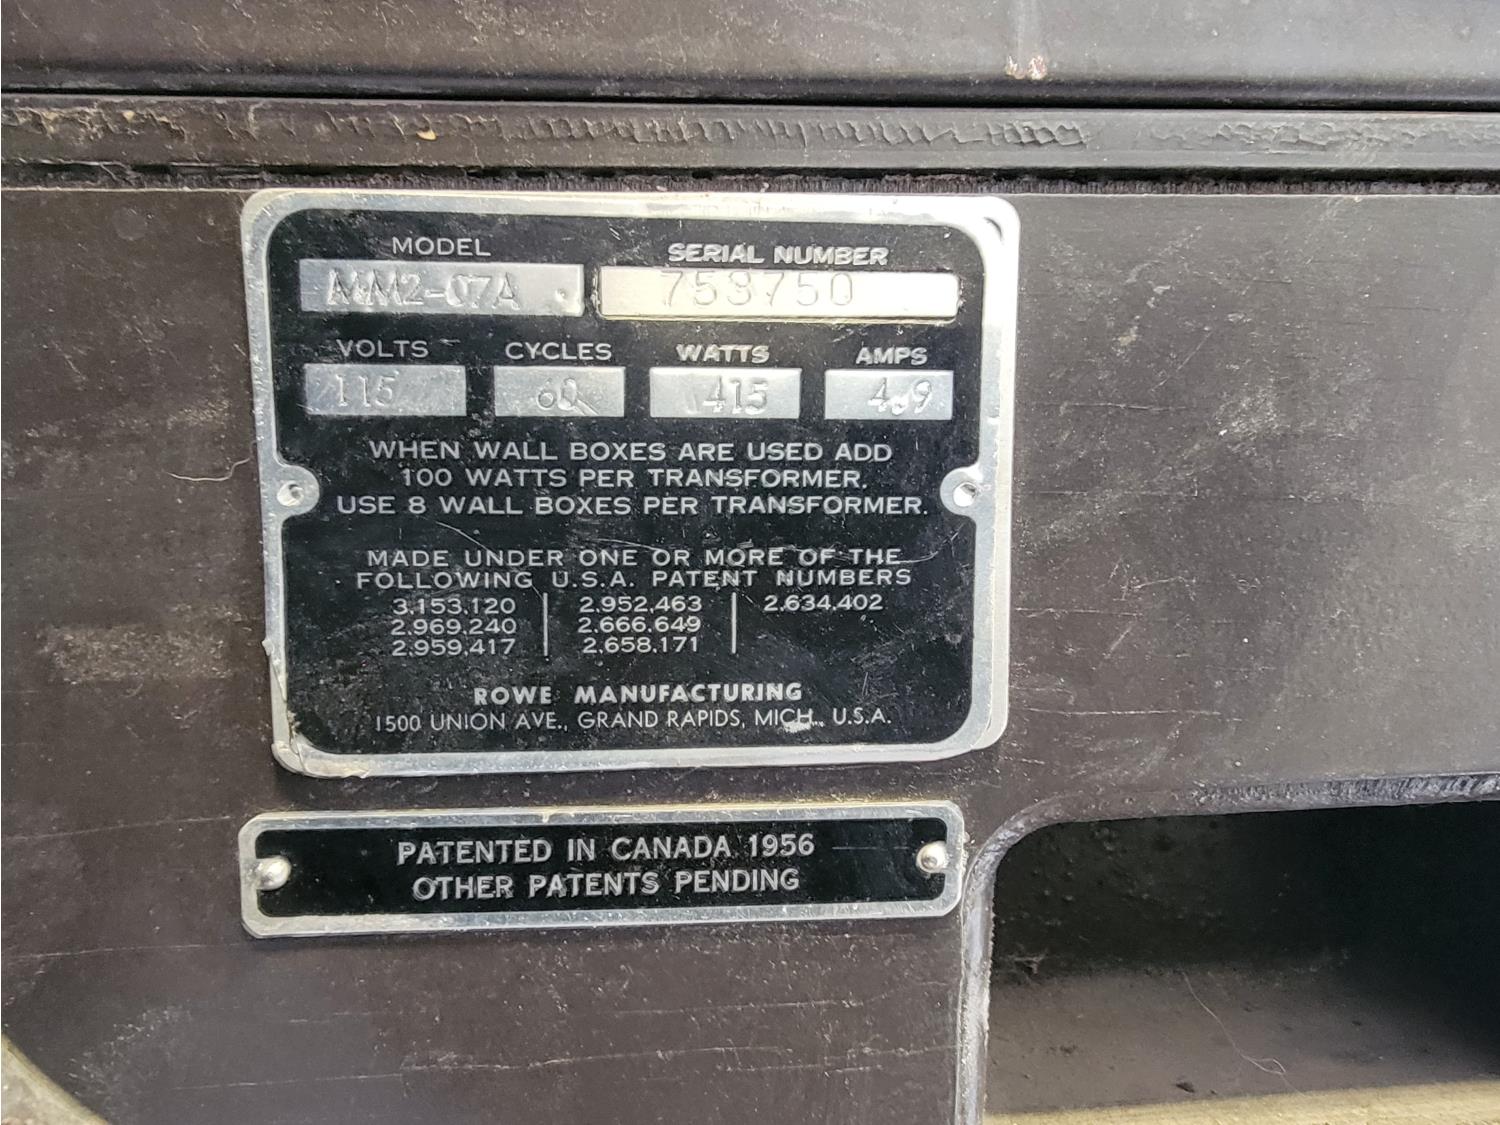 MODEL SERIAL NUMBER
MM2-07A 753750
VOLTS CYCLES WATTS AMPS
115 60 415 4.9
WHEN WALL BOXES ARE USED ADD
100 WATTS PER TRANSFORMER.
USE 8 WALL BOXES PER TRANSFORMER.
MADE UNDER ONE OR MORE OF THE
FOLLOWING U.S.A. PATENT NUMBERS
3,153,120 2,952,463 2,634,402
2,969,240 2,666,649
2,959,417 2,658,171
ROWE MANUFACTURING
1500 UNION AVE., GRAND RAPIDS, MICH., U.S.A.
PATENTED IN CANADA 1956
OTHER PATENTS PENDING